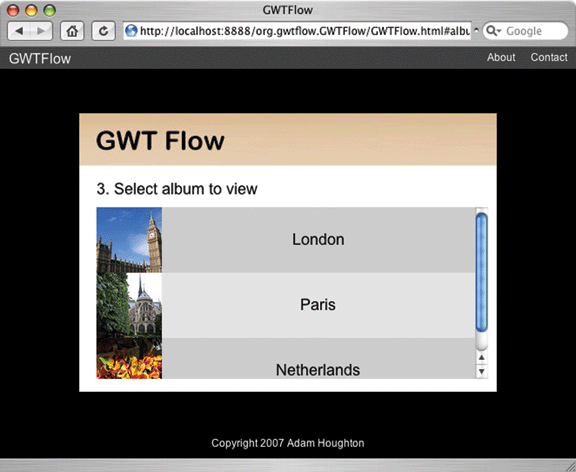 GWTFlow
http://localhost:8888/org.gwtflow.GWTFlow/GWTFlow.html#albu
Google
GWTFlow
About
Contact
GWT Flow
3. Select album to view
London
Paris
Netherlands
Copyright 2007 Adam Houghton